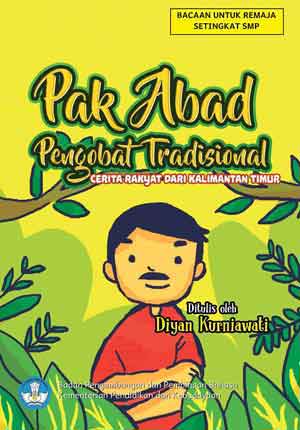 BACAAN UNTUK REMAJA
SETINGKAT SMP
Pak Abad
Pengobat Tradisional
CERITA RAKYAT DARI KALIMANTAN TIMUR
Ditulis oleh
Diyan Kurniawati
Badan Pengembangan dan Pembinaan Bahasa
Kementerian Pendidikan dan Kebudayaan